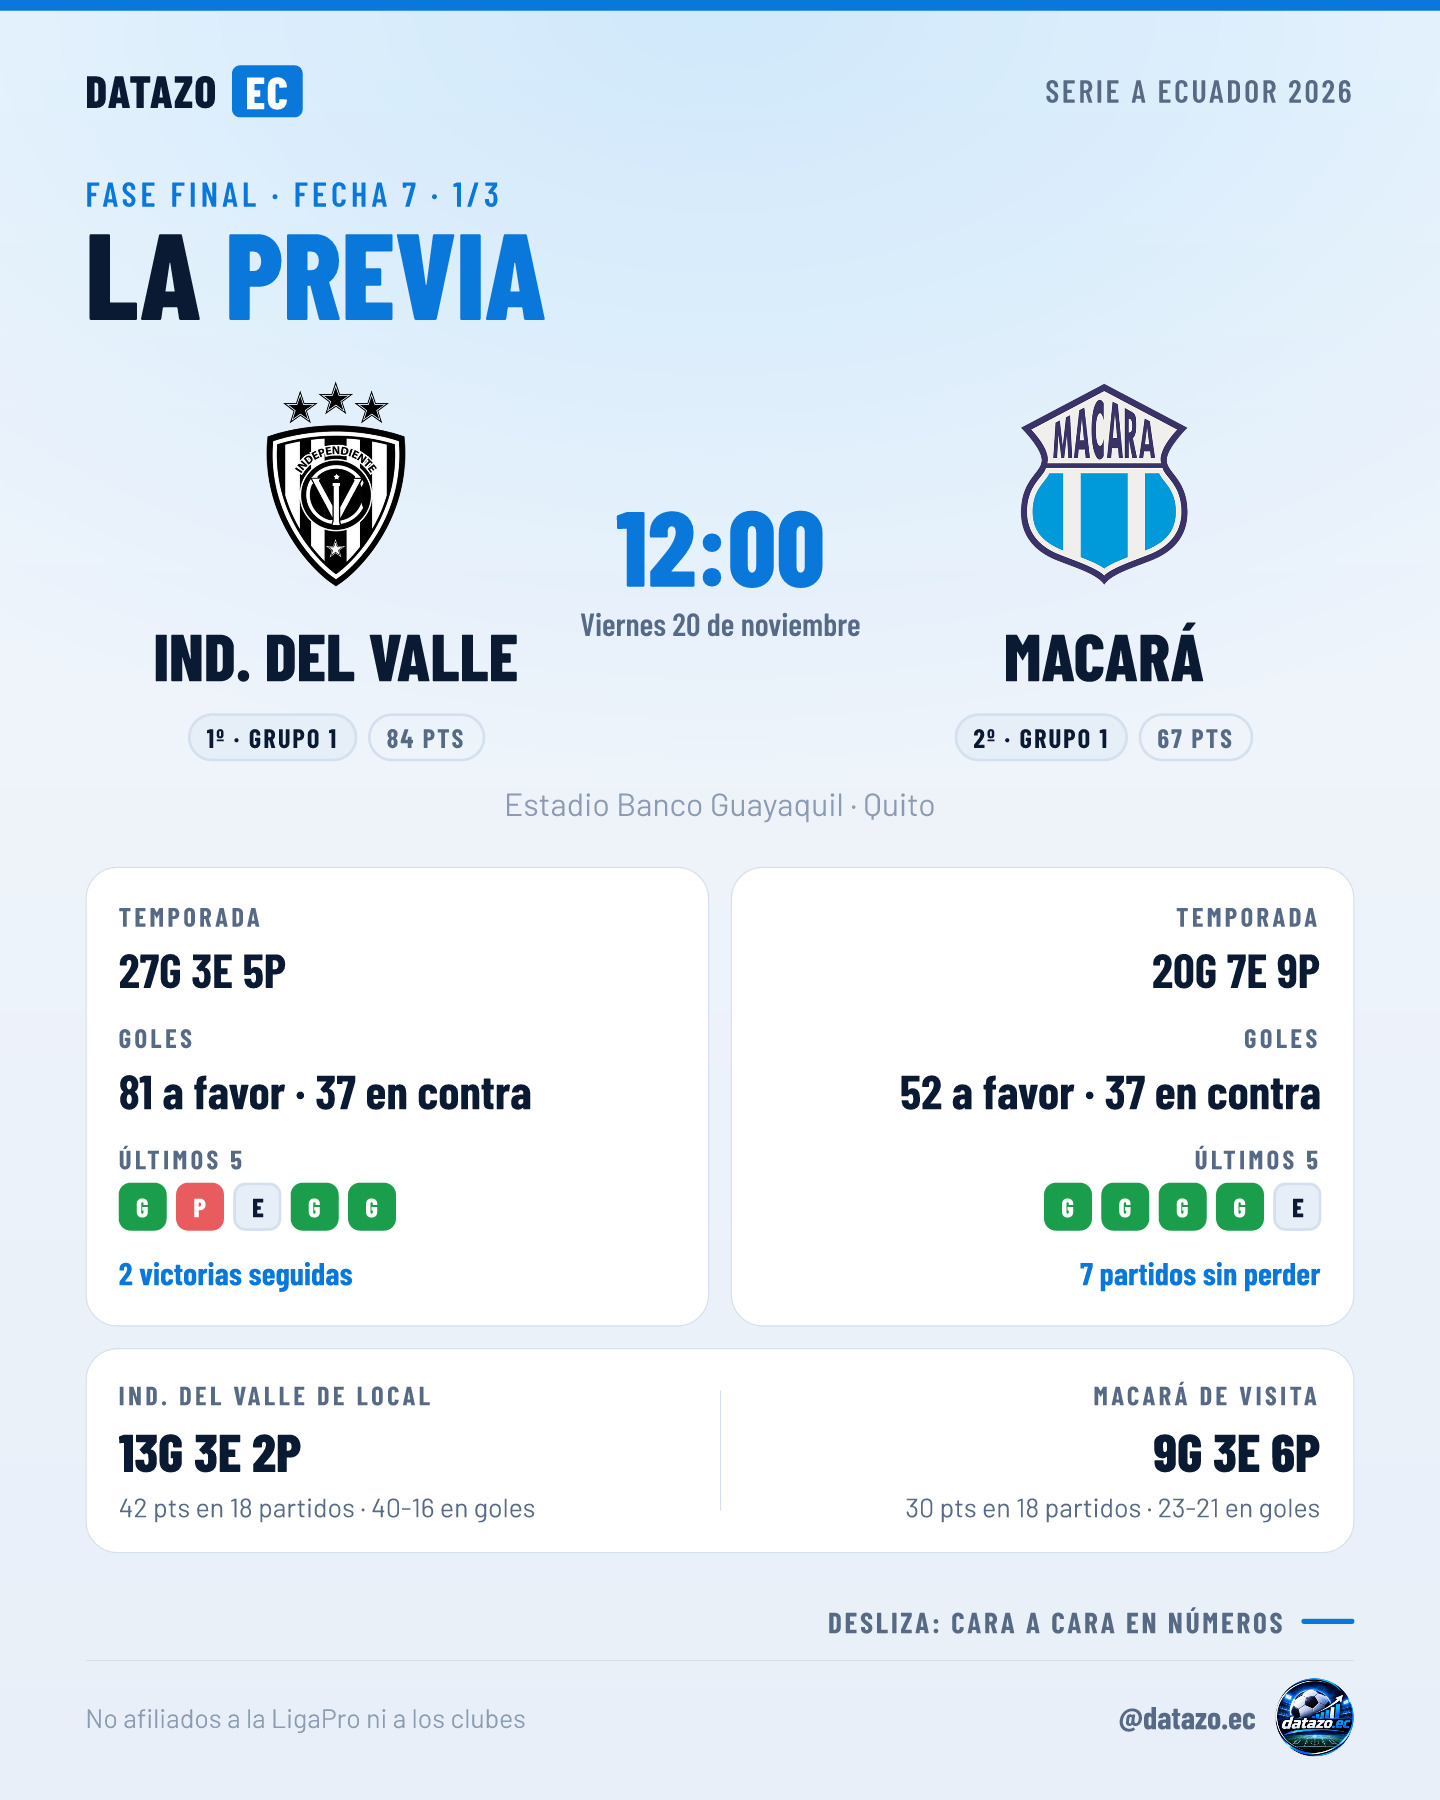 DATAZO EC
SERIE A ECUADOR 2026
FASE FINAL · FECHA 7 · 1/3
LA PREVIA
INDEPENDIENTE
MACARA
12:00
Viernes 20 de noviembre
IND. DEL VALLE
MACARÁ
1º · GRUPO 1
84 PTS
2º · GRUPO 1
67 PTS
Estadio Banco Guayaquil · Quito
TEMPORADA
27G 3E 5P
GOLES
81 a favor · 37 en contra
ÚLTIMOS 5
G P E G G
2 victorias seguidas
TEMPORADA
20G 7E 9P
GOLES
52 a favor · 37 en contra
ÚLTIMOS 5
G G G G E
7 partidos sin perder
IND. DEL VALLE DE LOCAL
13G 3E 2P
42 pts en 18 partidos · 40-16 en goles
MACARÁ DE VISITA
9G 3E 6P
30 pts en 18 partidos · 23-21 en goles
DESLIZA: CARA A CARA EN NÚMEROS
No afiliados a la LigaPro ni a los clubes
@datazo.ec
datazo.ec